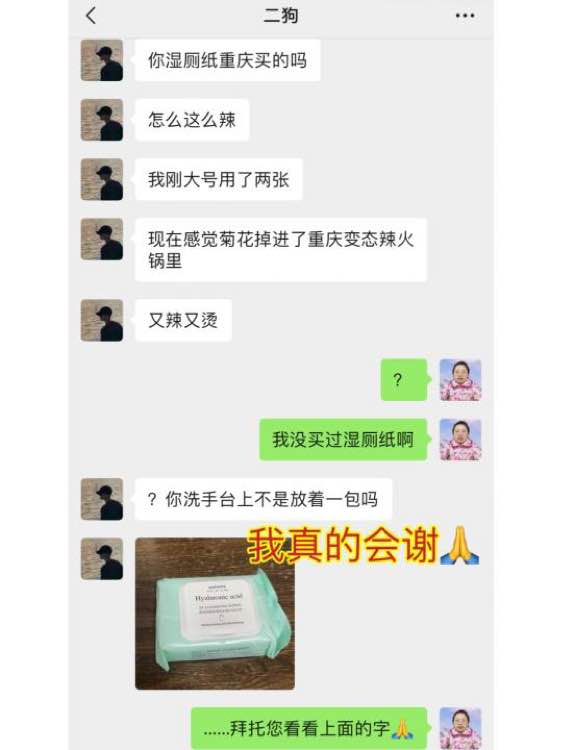 二狗
你湿厕纸重庆买的吗
怎么这么辣
我刚大号用了两张
现在感觉菊花掉进了重庆变态辣火
锅里
又辣又烫
？
我没买过湿厕纸啊
？你洗手台上不是放着一包吗
我真的会谢🙏
Hyaluronic acid
......拜托您看看上面的字🙏